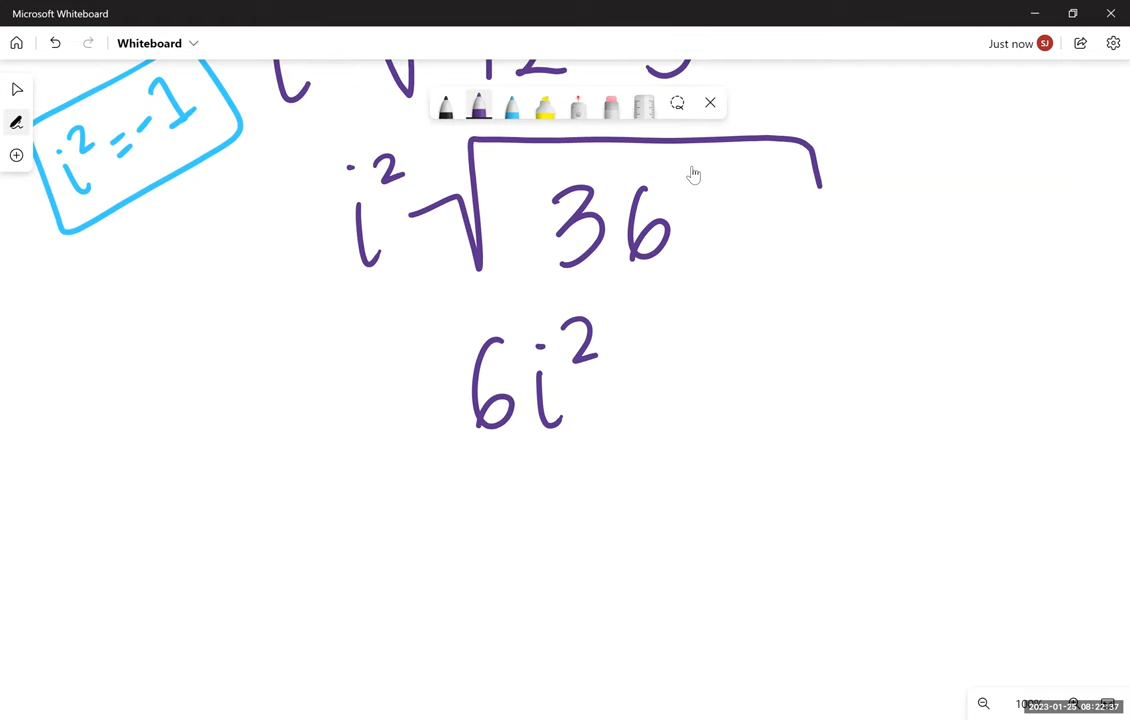 Microsoft Whiteboard
Whiteboard
Just now SJ
i² = -1
i² √36
6i²
2023-01-25 08:22:37